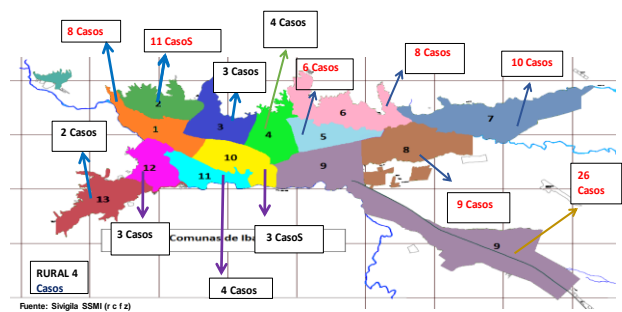 4 Casos
8 Casos
11 CasoS
3 Casos
6 Casos
8 Casos
10 Casos
2
6
7
1
3
4
5
2 Casos
8
10
12
11
9
13
26
Casos
9 Casos
3 Casos
Comunas de Iba
3 CasoS
9
RURAL 4
Casos
4 Casos
Fuente: Sivigila SSMI (r c f z)